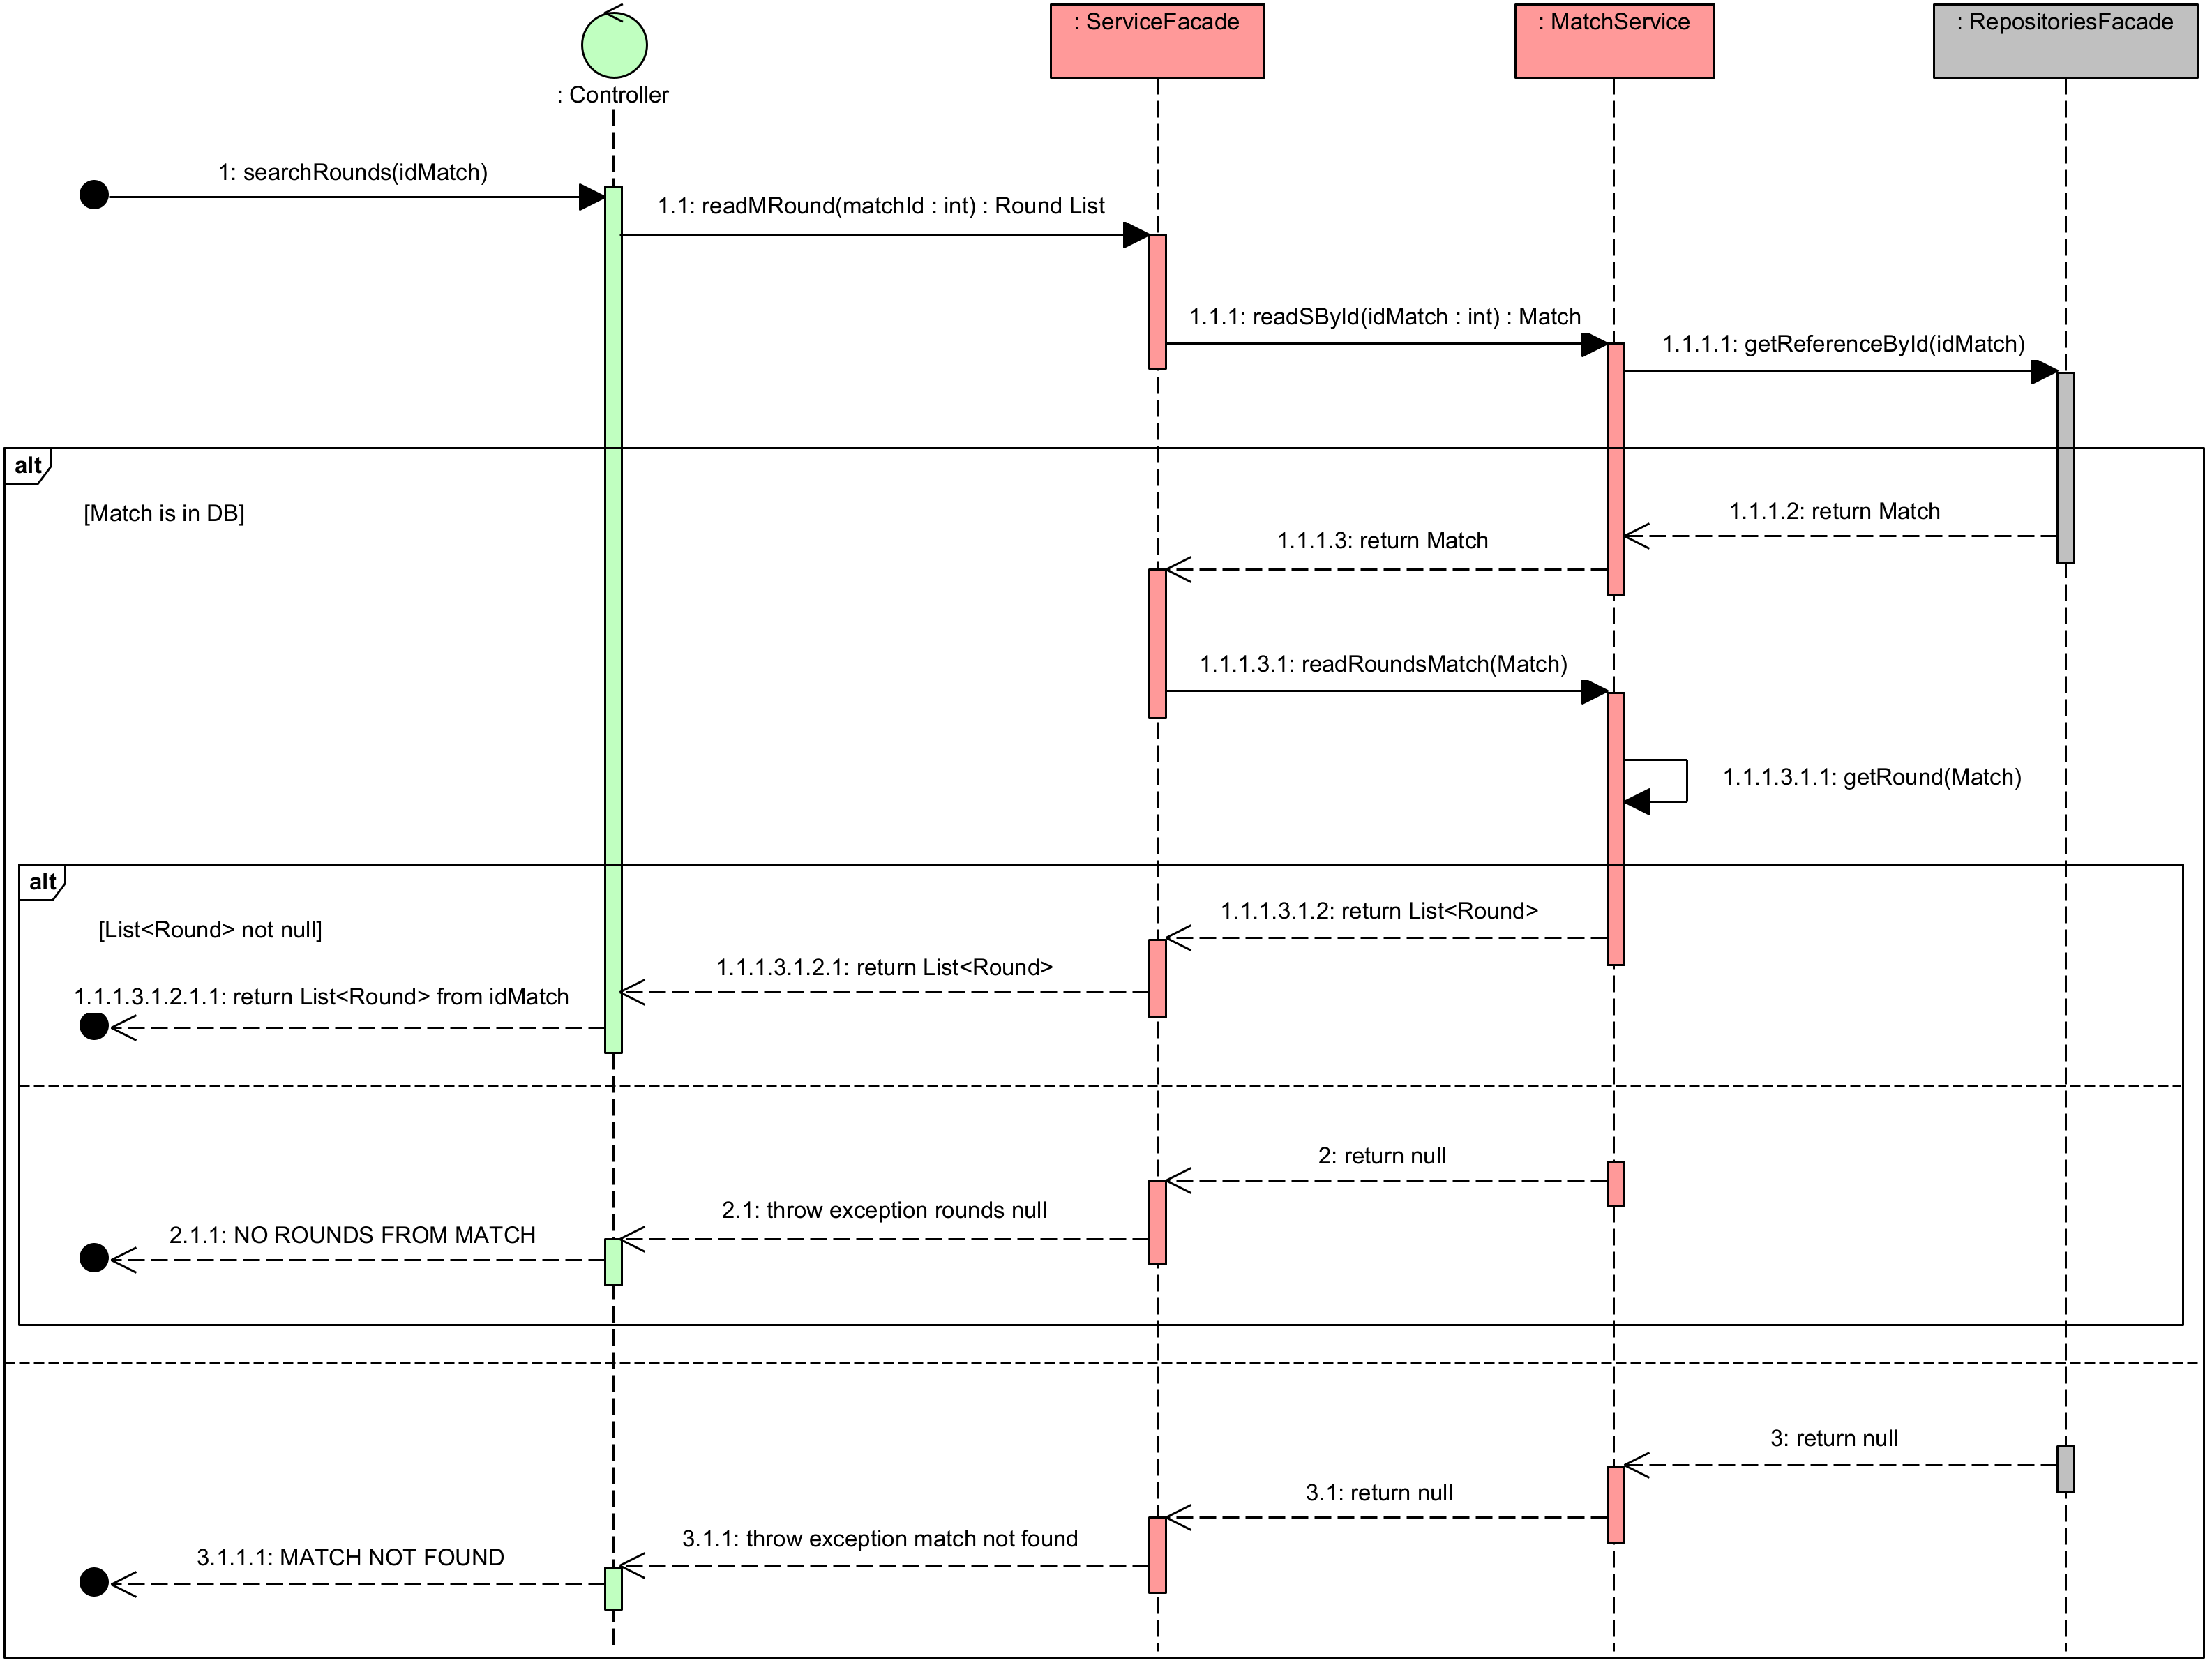 : ServiceFacade
: MatchService
: RepositoriesFacade
: Controller
1: searchRounds(idMatch)
1.1: readMRound(matchId : int) : Round List
1.1.1: readSById(idMatch : int) : Match
1.1.1.1: getReferenceById(idMatch)
alt
[Match is in DB]
1.1.1.2: return Match
1.1.1.3: return Match
1.1.1.3.1: readRoundsMatch(Match)
1.1.1.3.1.1: getRound(Match)
alt
[List<Round> not null]
1.1.1.3.1.2: return List<Round>
1.1.1.3.1.2.1: return List<Round>
1.1.1.3.1.2.1.1: return List<Round> from idMatch
2: return null
2.1: throw exception rounds null
2.1.1: NO ROUNDS FROM MATCH
3: return null
3.1: return null
3.1.1: throw exception match not found
3.1.1.1: MATCH NOT FOUND